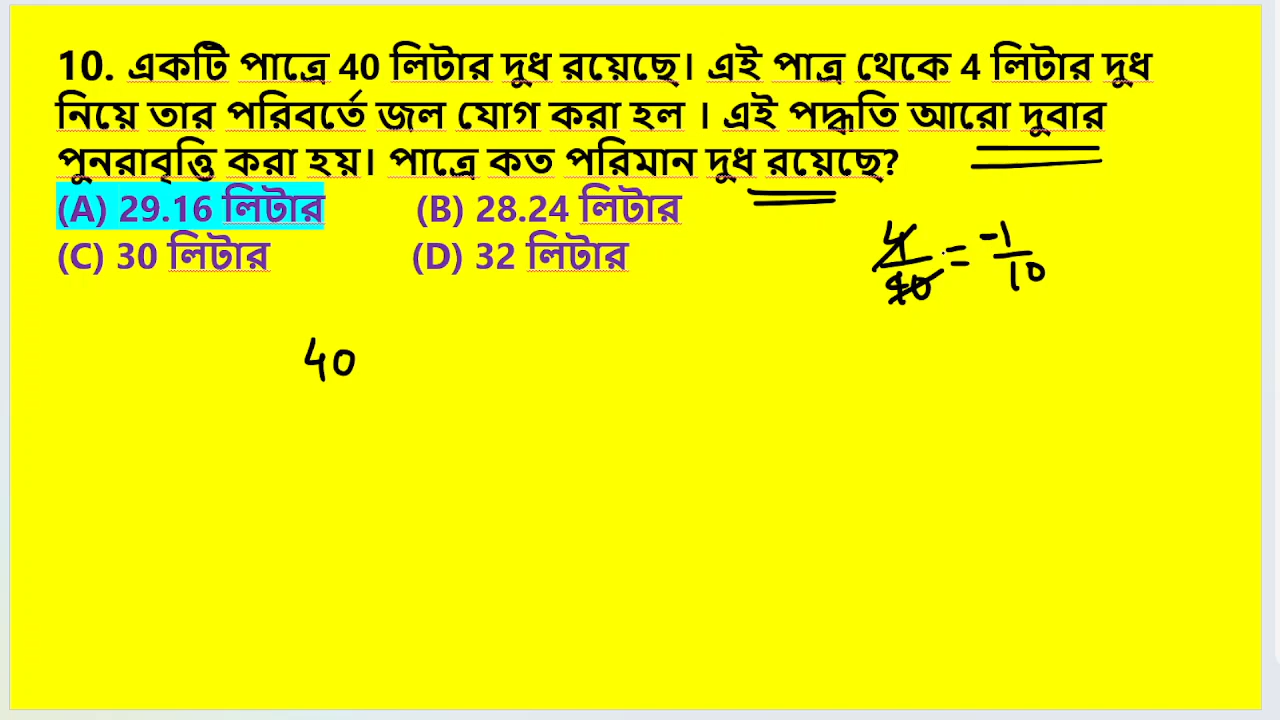 10. একটি পাত্রে 40 লিটার দুধ রয়েছে। এই পাত্র থেকে 4 লিটার দুধ
নিয়ে তার পরিবর্তে জল যোগ করা হল । এই পদ্ধতি আরো দুবার
পুনরাবৃত্তি করা হয়। পাত্রে কত পরিমান দুধ রয়েছে?
(A) 29.16 লিটার (B) 28.24 লিটার
(C) 30 লিটার (D) 32 লিটার
4/40 = -1/10
40